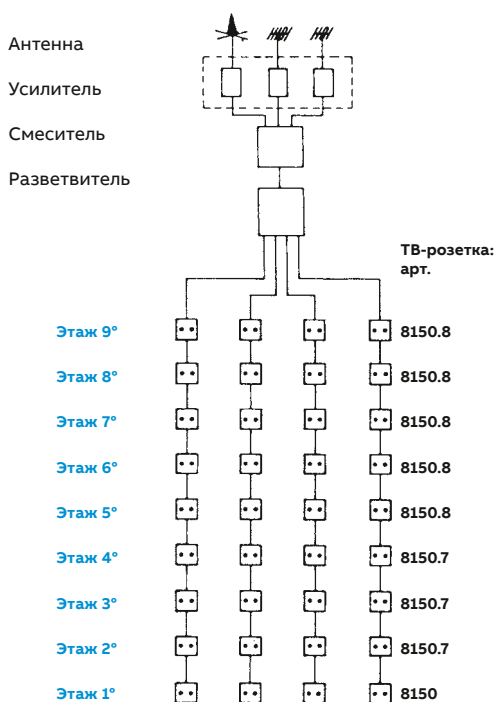 Антенна
Усилитель
Смеситель
Разветвитель
ТВ-розетка:
арт.
Этаж 9° 8150.8
Этаж 8° 8150.8
Этаж 7° 8150.8
Этаж 6° 8150.8
Этаж 5° 8150.8
Этаж 4° 8150.7
Этаж 3° 8150.7
Этаж 2° 8150.7
Этаж 1° 8150